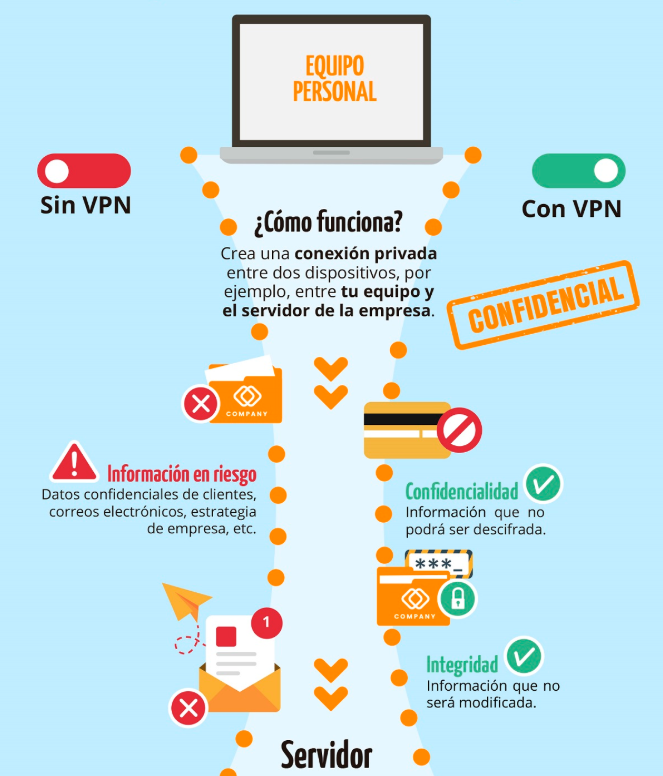 EQUIPO
PERSONAL
Sin VPN
Con VPN
¿Cómo funciona?
Crea una conexión privada
entre dos dispositivos, por
ejemplo, entre tu equipo y
el servidor de la empresa.
CONFIDENCIAL
COMPANY
Información en riesgo
Datos confidenciales de clientes,
correos electrónicos, estrategia
de empresa, etc.
Confidencialidad
Información que no
podrá ser descifrada.
***_
COMPANY
1
Integridad
Información que no
será modificada.
Servidor